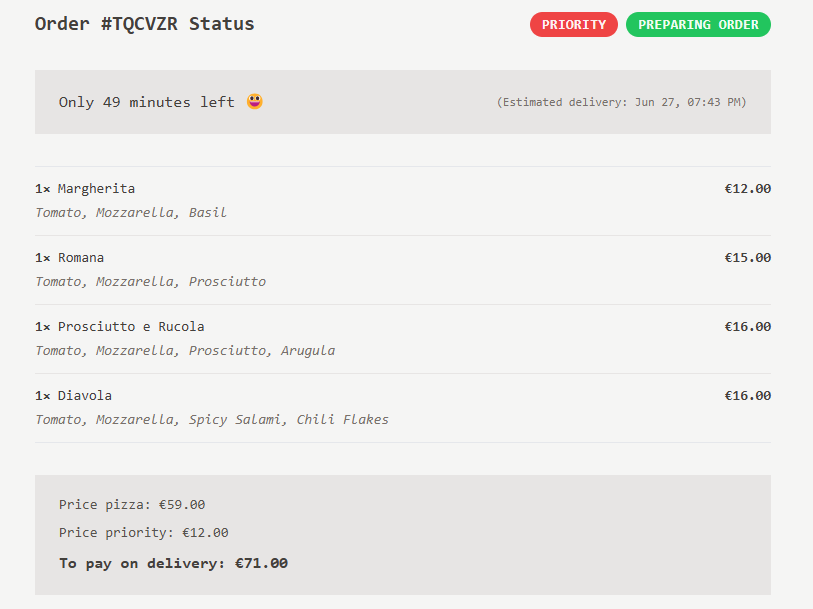 Order #TQCVZR Status
PRIORITY PREPARING ORDER
Only 49 minutes left 😃
(Estimated delivery: Jun 27, 07:43 PM)
1× Margherita €12.00
Tomato, Mozzarella, Basil
1× Romana €15.00
Tomato, Mozzarella, Prosciutto
1× Prosciutto e Rucola €16.00
Tomato, Mozzarella, Prosciutto, Arugula
1× Diavola €16.00
Tomato, Mozzarella, Spicy Salami, Chili Flakes
Price pizza: €59.00
Price priority: €12.00
To pay on delivery: €71.00